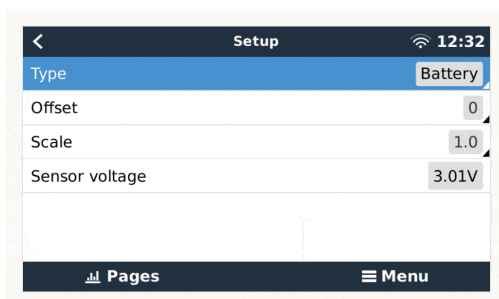 Setup 12:32
Type Battery
Offset 0
Scale 1.0
Sensor voltage 3.01V
Pages Menu